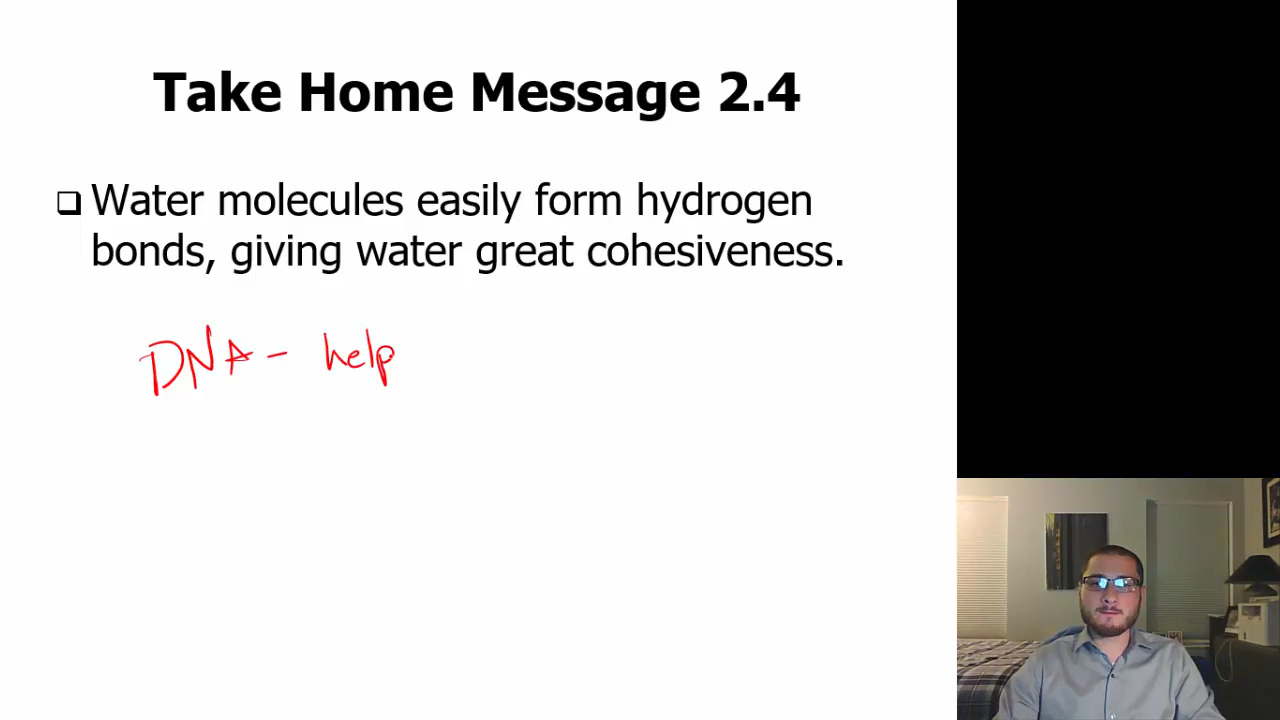 Take Home Message 2.4
Water molecules easily form hydrogen
bonds, giving water great cohesiveness.
DNA - help